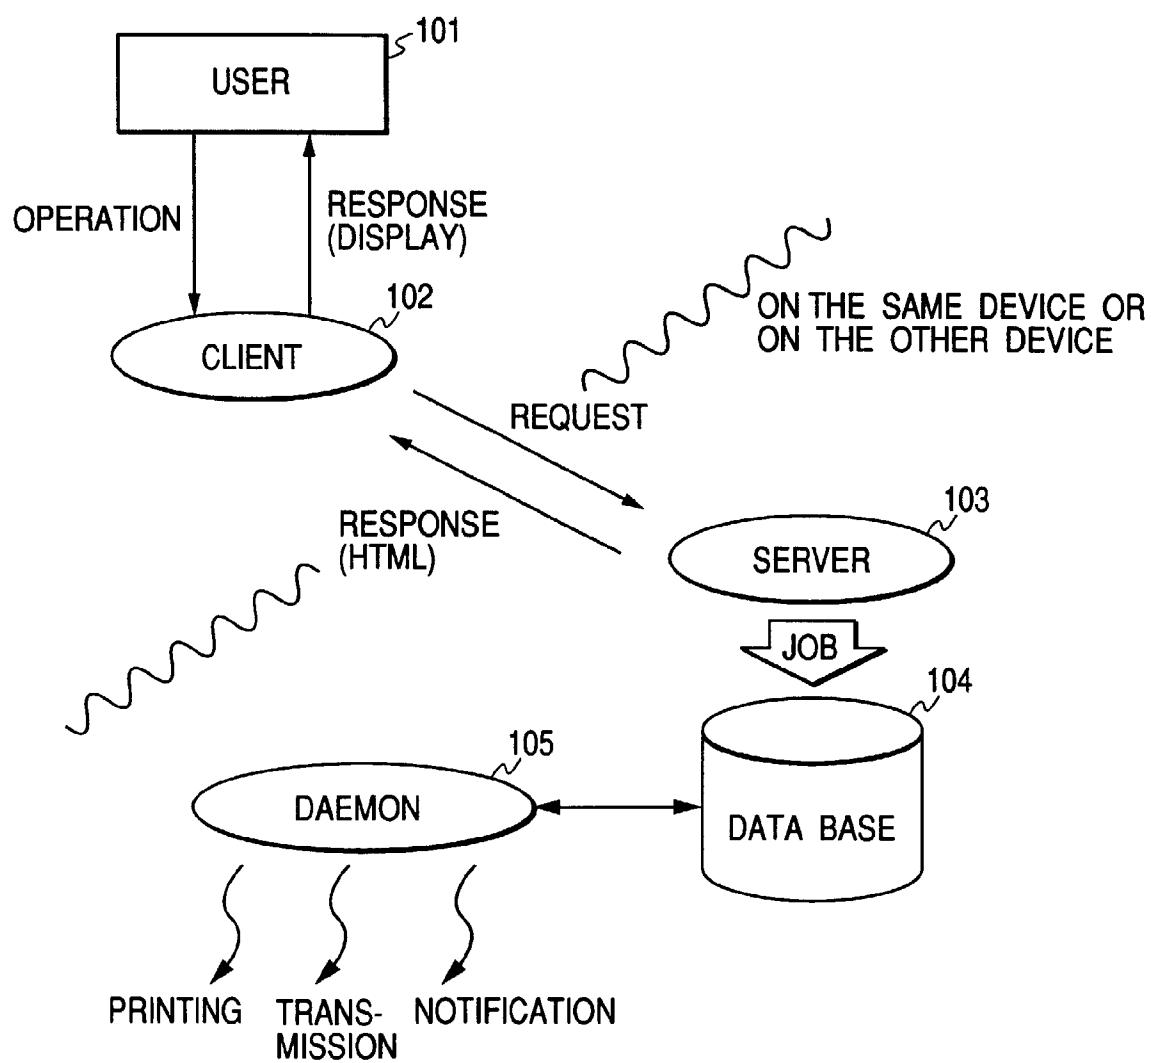 101
USER
OPERATION
RESPONSE
(DISPLAY)
102
CLIENT
ON THE SAME DEVICE OR
ON THE OTHER DEVICE
REQUEST
RESPONSE
(HTML)
103
SERVER
JOB
104
105
DAEMON
DATA BASE
PRINTING
TRANS-
MISSION
NOTIFICATION